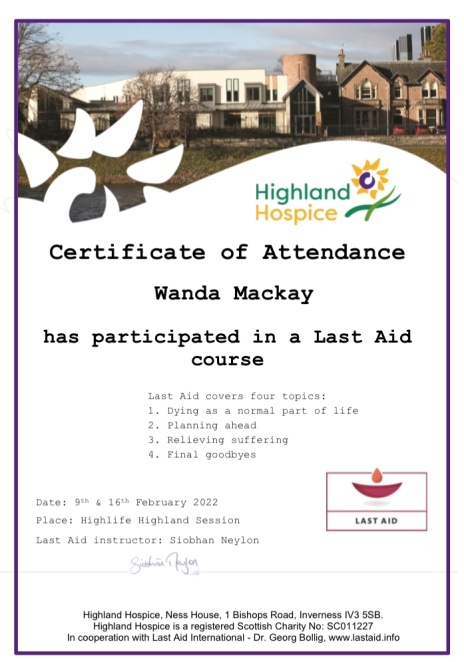 Highland
Hospice
Certificate of Attendance
Wanda Mackay
has participated in a Last Aid
course
Last Aid covers four topics:
1. Dying as a normal part of life
2. Planning ahead
3. Relieving suffering
4. Final goodbyes
Date: 9th & 16th February 2022
Place: Highlife Highland Session
Last Aid instructor: Siobhan Neylon
Siobhán Neylon
LAST AID
Highland Hospice, Ness House, 1 Bishops Road, Inverness IV3 5SB.
Highland Hospice is a registered Scottish Charity No: SC011227
In cooperation with Last Aid International - Dr. Georg Bollig, www.lastaid.info